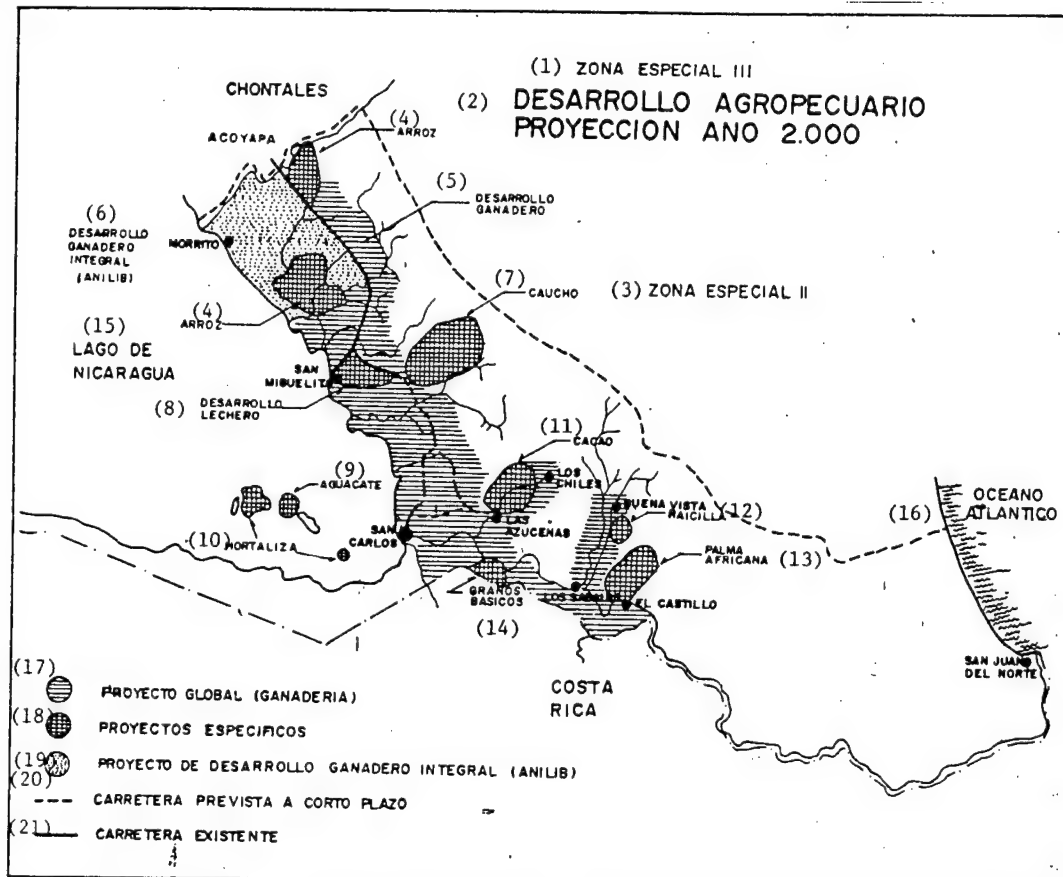 (1) ZONA ESPECIAL III
(2) DESARROLLO AGROPECUARIO
PROYECCION ANO 2.000
CHONTALES
(4)
ARROZ
ACOYAPA
(5)
DESARROLLO
GANADERO
(6)
DESARROLLO
GANADERO
INTEGRAL
(ANILIB)
MORRITO
(7)
CAUCHO
(3) ZONA ESPECIAL II
(4)
ARROZ
(15)
LAGO DE
NICARAGUA
SAN
MIGUELITO
(8) DESARROLLO
LECHERO
(11)
CACAO
LOS
CHILES
(9)
AGUACATE
(10)
HORTALIZA
SAN
CARLOS
LAS
AZUCENAS
BUENA VISTA
RAICILLA
(12)
PALMA
AFRICANA
(13)
(16)
OCEANO
ATLANTICO
GRANOS
BASICOS
(14)
LOS SABALOS
EL CASTILLO
COSTA
RICA
SAN JUAN
DEL NORTE
(17)
PROYECTO GLOBAL (GANADERIA)
(18)
PROYECTOS ESPECIFICOS
(19)
PROYECTO DE DESARROLLO GANADERO INTEGRAL (ANILIB)
(20)
CARRETERA PREVISTA A CORTO PLAZO
(21)
CARRETERA EXISTENTE